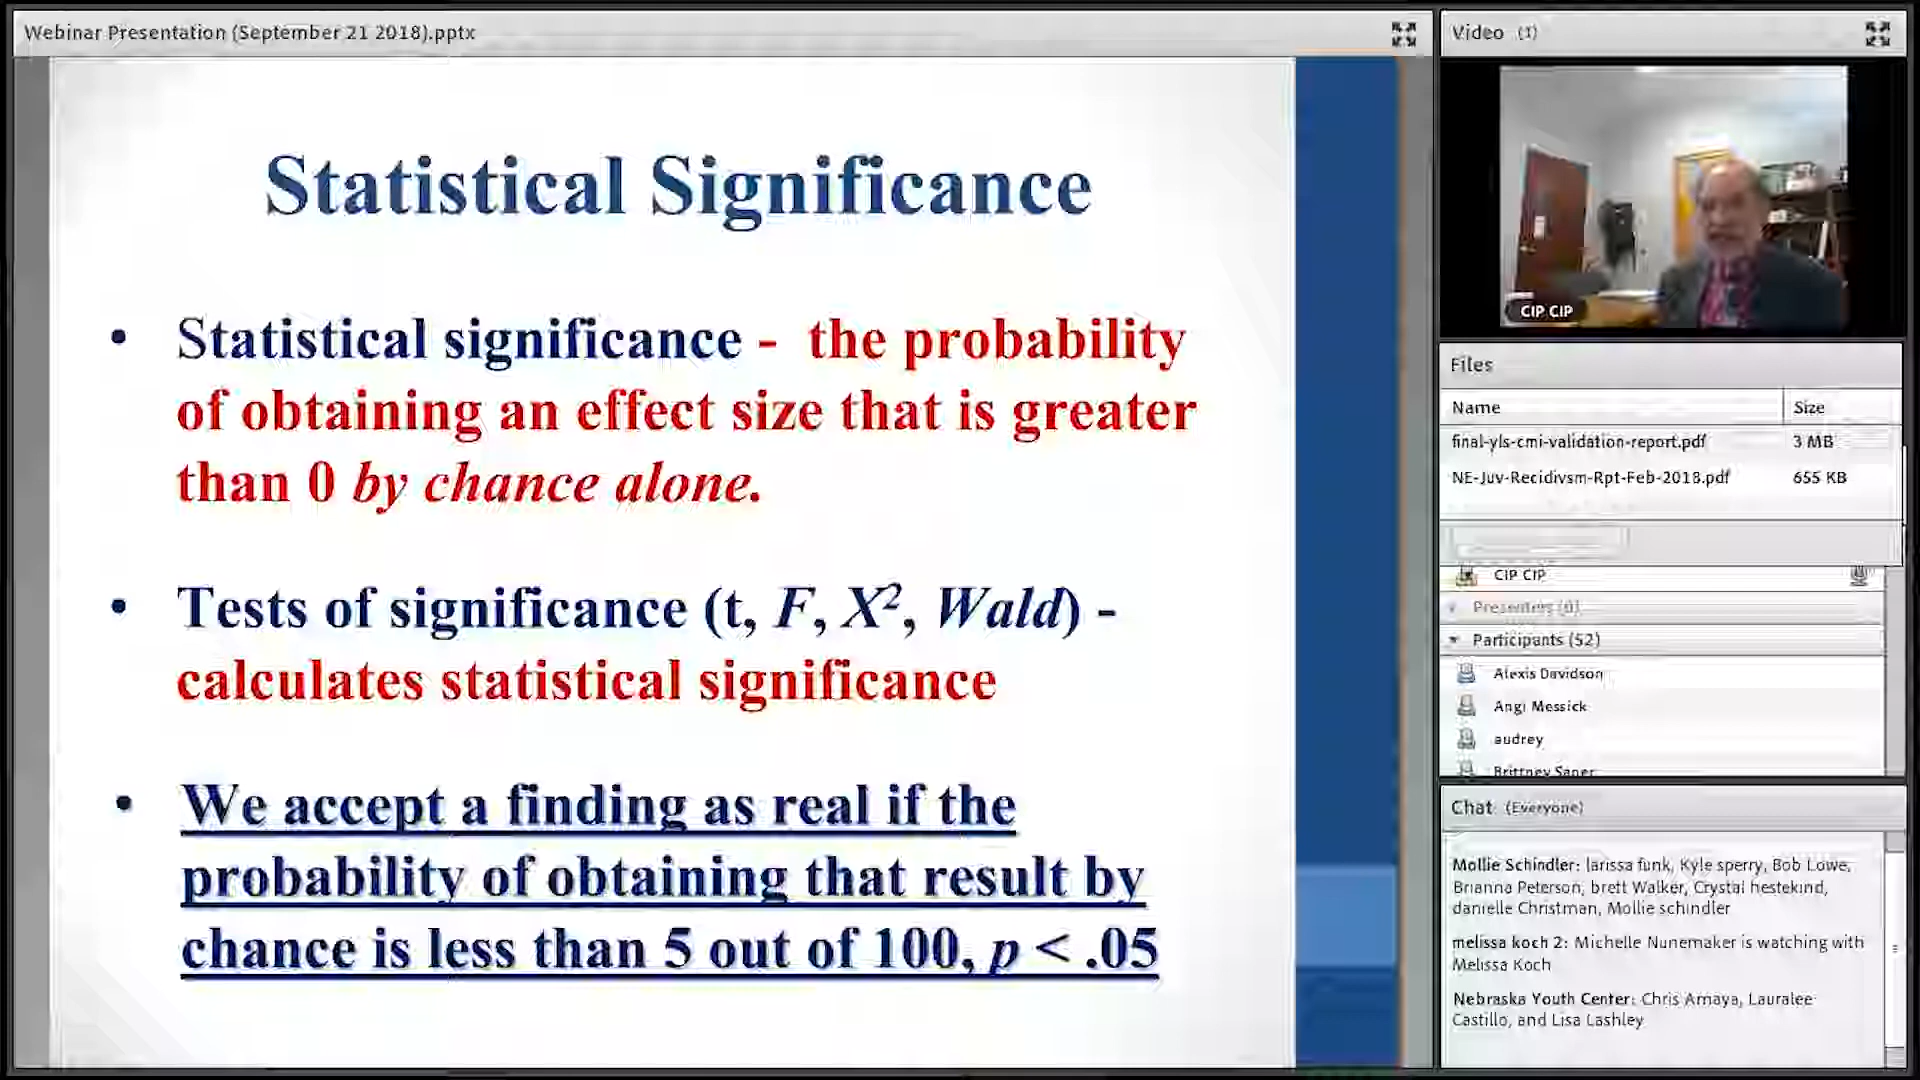 Webinar Presentation (September 21 2018).pptx
Statistical Significance
• Statistical significance - the probability
of obtaining an effect size that is greater
than 0 by chance alone.
• Tests of significance (t, F, X², Wald) -
calculates statistical significance
• We accept a finding as real if the
probability of obtaining that result by
chance is less than 5 out of 100, p < .05
Video (1)
CIP CIP
Files
Name Size
final-yls-cmi-validation-report.pdf 3 MB
NE-Juv-Recidivsm-Rpt-Feb-2018.pdf 655 KB
CIP CIP
Presenters (0)
Participants (52)
Alexis Davidson
Angi Messick
audrey
Brittney Saner
Chat (Everyone)
Mollie Schindler: larissa funk, Kyle sperry, Bob Lowe,
Brianna Peterson, brett Walker, Crystal hestekind,
danielle Christman, Mollie schindler
melissa koch 2: Michelle Nunemaker is watching with
Melissa Koch
Nebraska Youth Center: Chris Amaya, Lauralee
Castillo, and Lisa Lashley